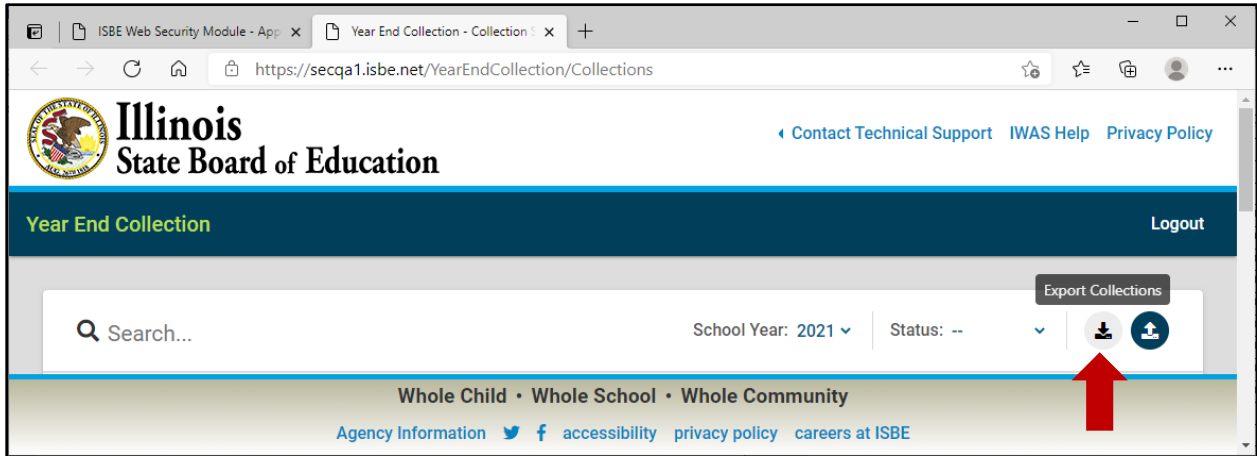 ISBE Web Security Module - App
Year End Collection - Collection S
https://secqa1.isbe.net/YearEndCollection/Collections
Illinois
State Board of Education
Contact Technical Support IWAS Help Privacy Policy
Year End Collection
Logout
Export Collections
Search...
School Year: 2021
Status: --
Whole Child • Whole School • Whole Community
Agency Information accessibility privacy policy careers at ISBE